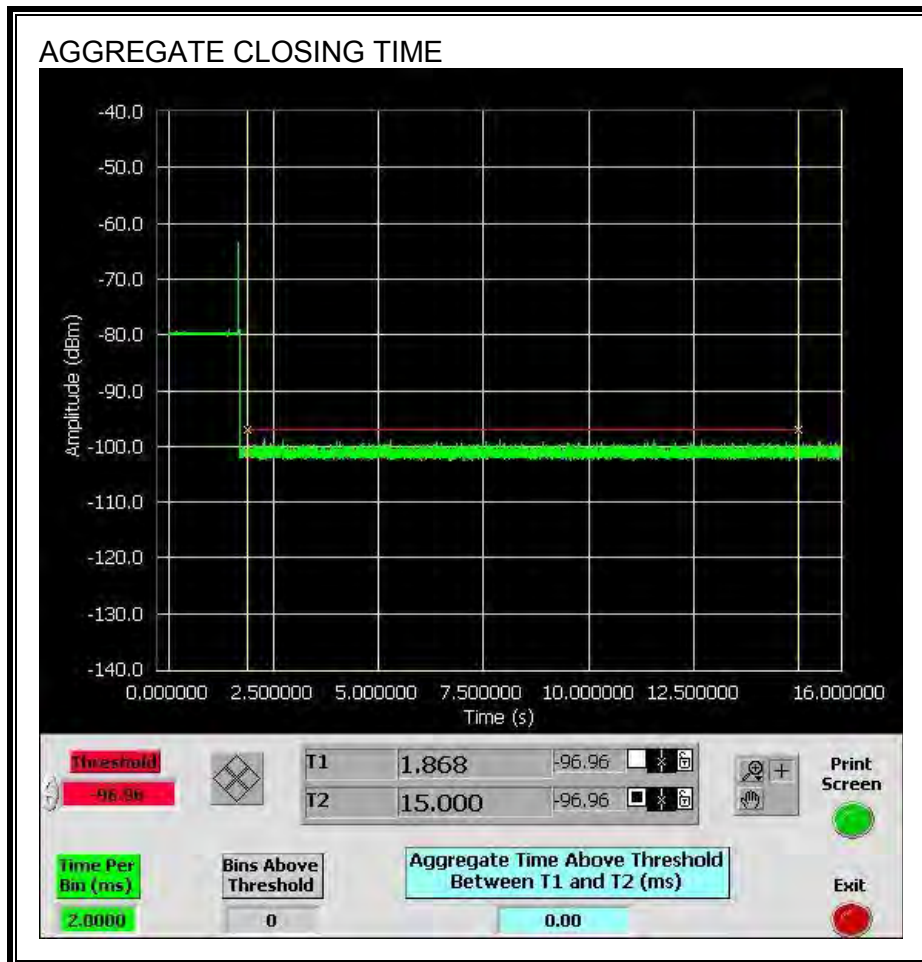 AGGREGATE CLOSING TIME
-40.0
-50.0
-60.0
-70.0
-80.0
-90.0
-100.0
-110.0
-120.0
-130.0
-140.0
Amplitude (dBm)
0.000000 2.500000 5.000000 7.500000 10.000000 12.500000 16.000000
Time (s)
Threshold
-96.96
T1 1.868 -96.96
T2 15.000 -96.96
Print
Screen
Time Per
Bin (ms)
2.0000
Bins Above
Threshold
0
Aggregate Time Above Threshold
Between T1 and T2 (ms)
0.00
Exit